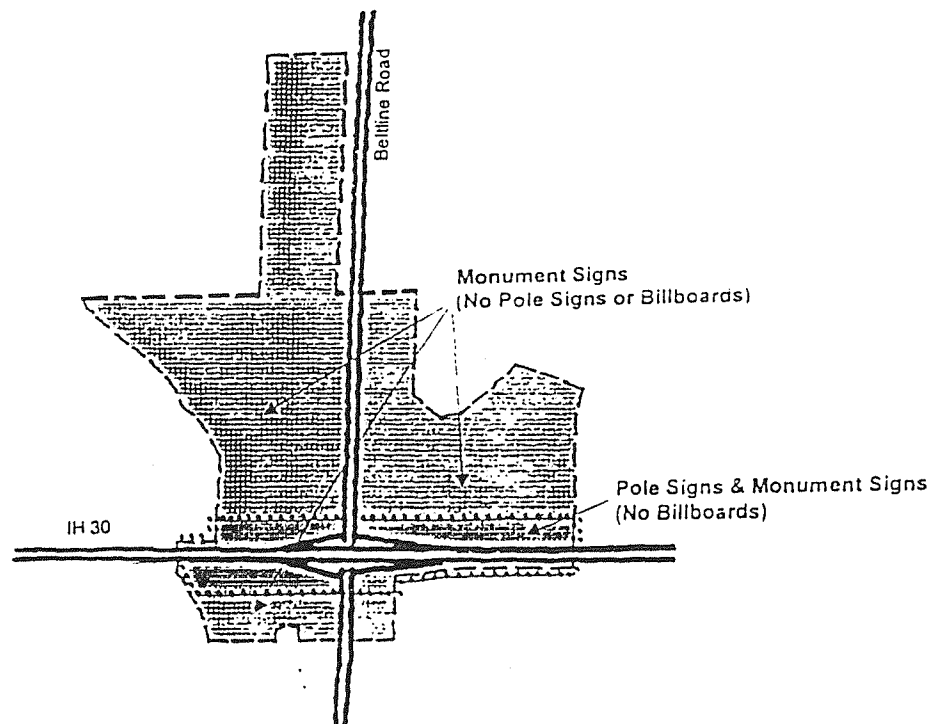 Beltline Road
Monument Signs
(No Pole Signs or Billboards)
Pole Signs & Monument Signs
(No Billboards)
IH 30